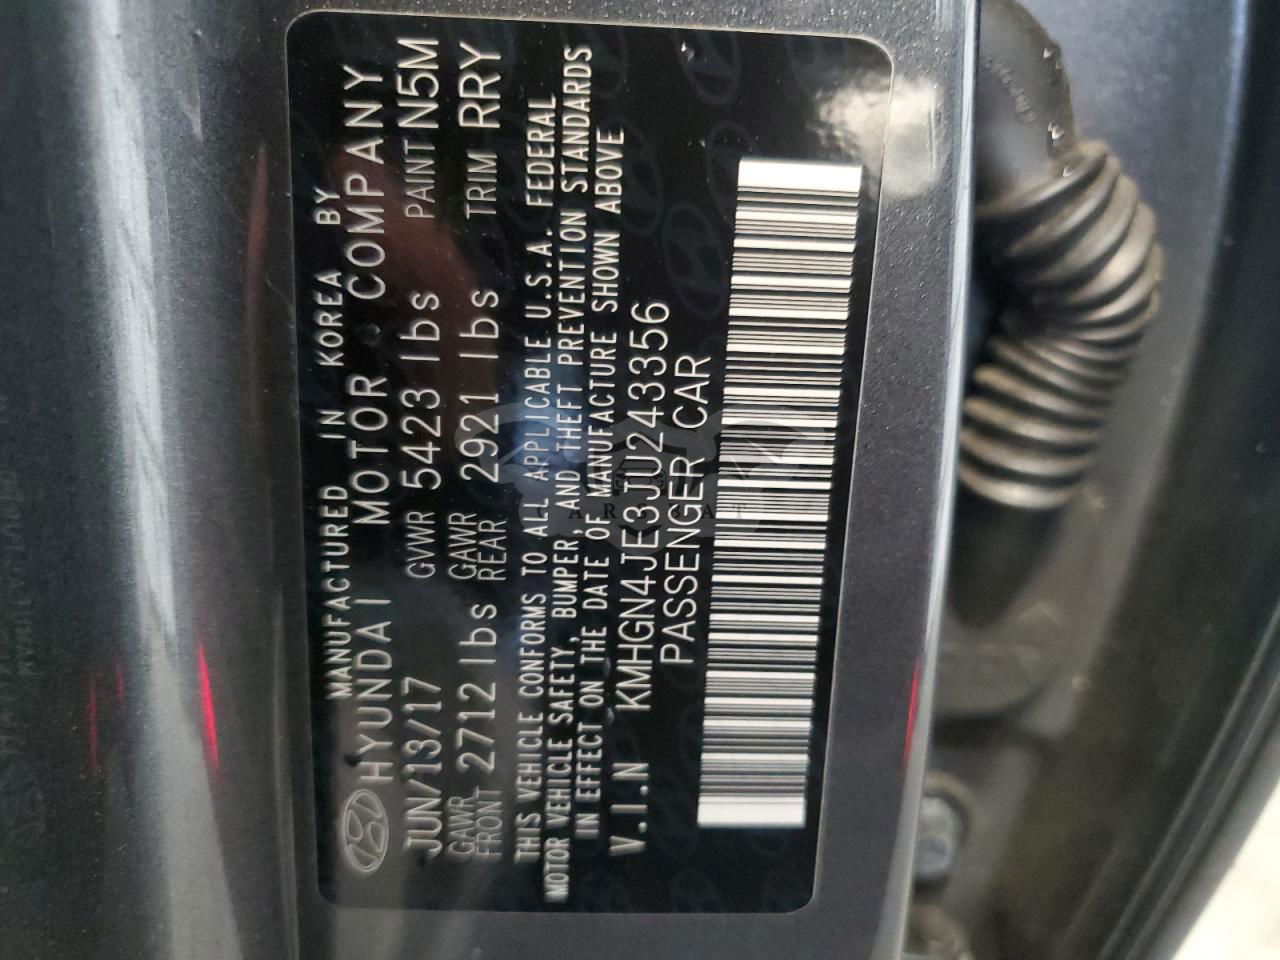 MANUFACTURED IN KOREA BY
HYUNDAI MOTOR COMPANY
JUN/13/17 GVWR 5423 lbs PAINT N5M
GAWR FRONT 2712 lbs GAWR REAR 2921 lbs TRIM RRY
THIS VEHICLE CONFORMS TO ALL APPLICABLE U.S.A. FEDERAL
MOTOR VEHICLE SAFETY, BUMPER, AND THEFT PREVENTION STANDARDS
IN EFFECT ON THE DATE OF MANUFACTURE SHOWN ABOVE
V.I.N KMHGN4JE3JU243356
PASSENGER CAR